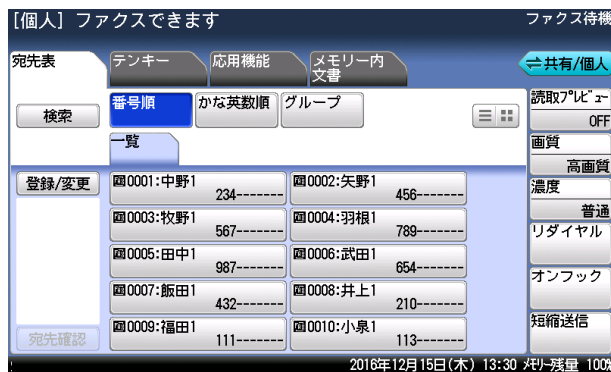 [個人] ファクスできます
ファクス待機
宛先表
テンキー
応用機能
メモリー内
文書
共有/個人
検索
番号順
かな英数順
グループ
一覧
読取プレビュー
OFF
画質
高画質
濃度
普通
リダイヤル
オンフック
短縮送信
登録/変更
0001:中野1
234-------
0002:矢野1
456-------
0003:牧野1
567-------
0004:羽根1
789-------
0005:田中1
987-------
0006:武田1
654-------
0007:飯田1
432-------
0008:井上1
210-------
0009:福田1
111-------
0010:小泉1
113-------
宛先確認
2016年12月15日(木) 13:30 メモリー残量 100%